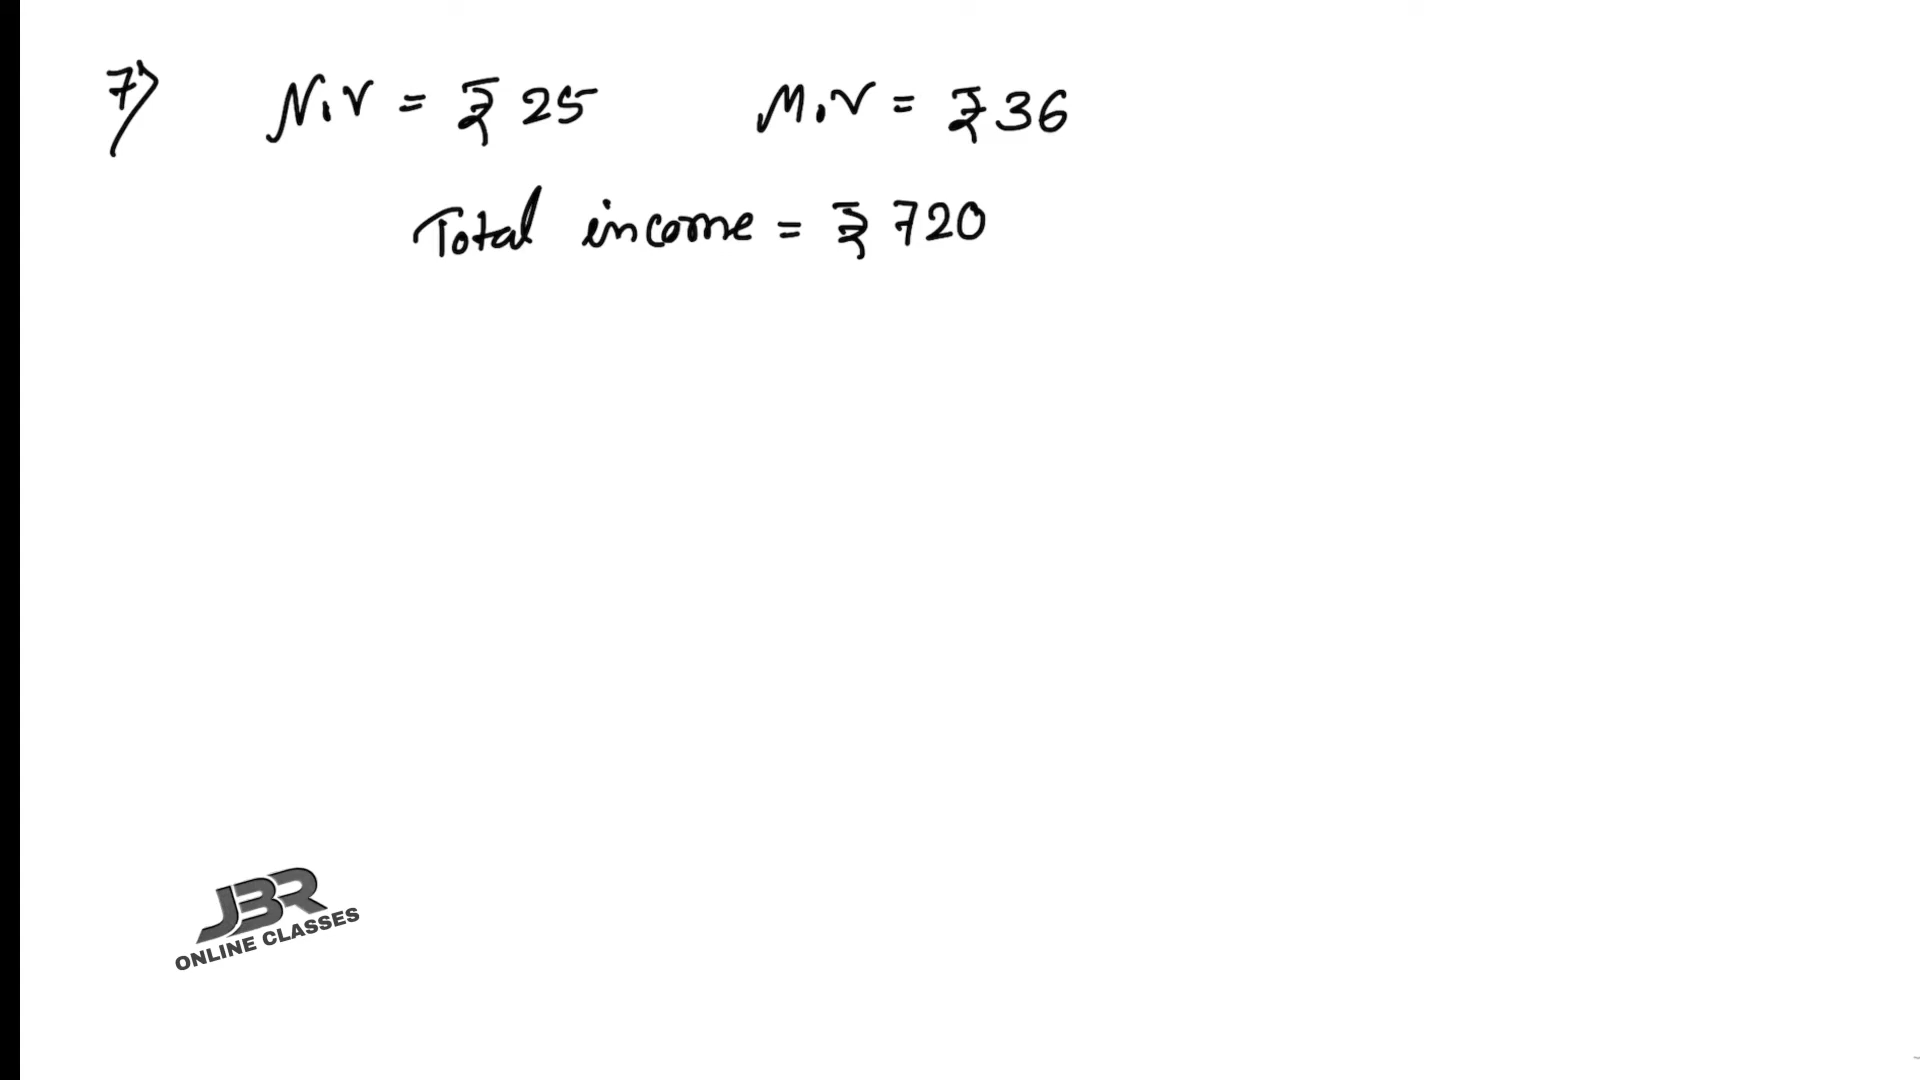 7) N.V = ₹ 25 M.V = ₹ 36
Total income = ₹ 720
JBR
ONLINE CLASSES